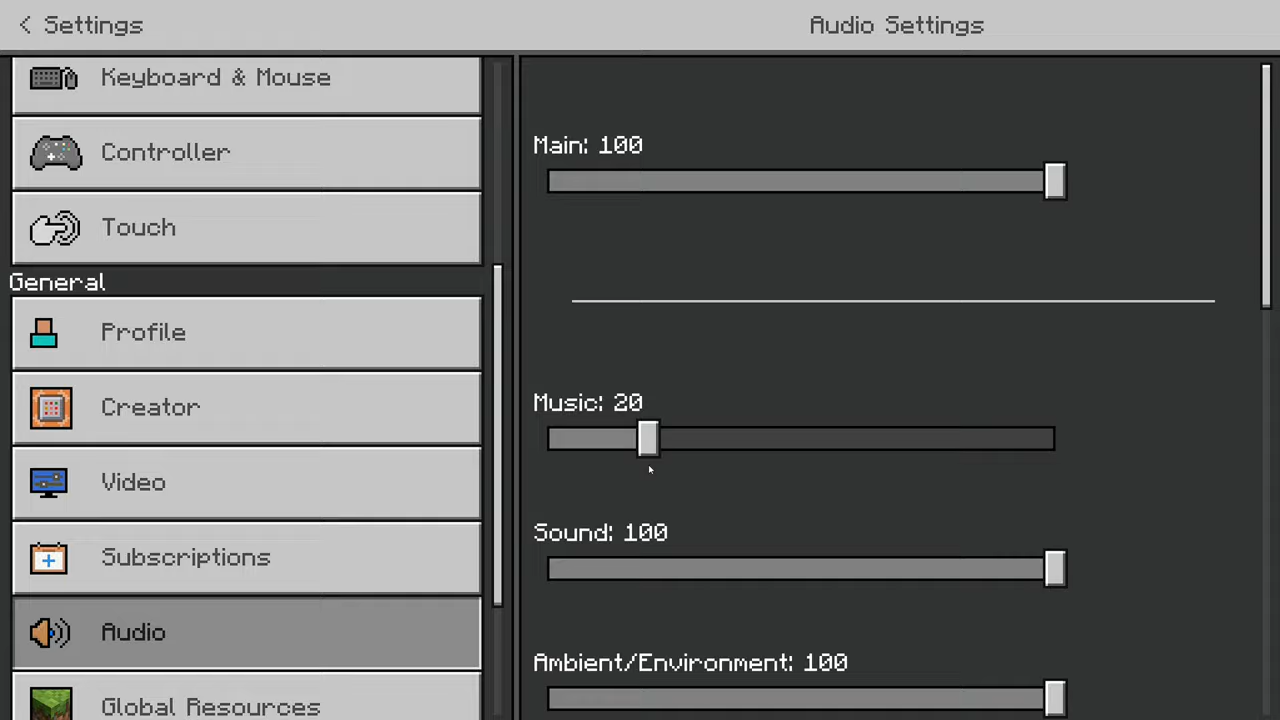 Settings
Audio Settings
Keyboard & Mouse
Controller
Touch
General
Profile
Creator
Video
Subscriptions
Audio
Global Resources
Main: 100
Music: 20
Sound: 100
Ambient/Environment: 100